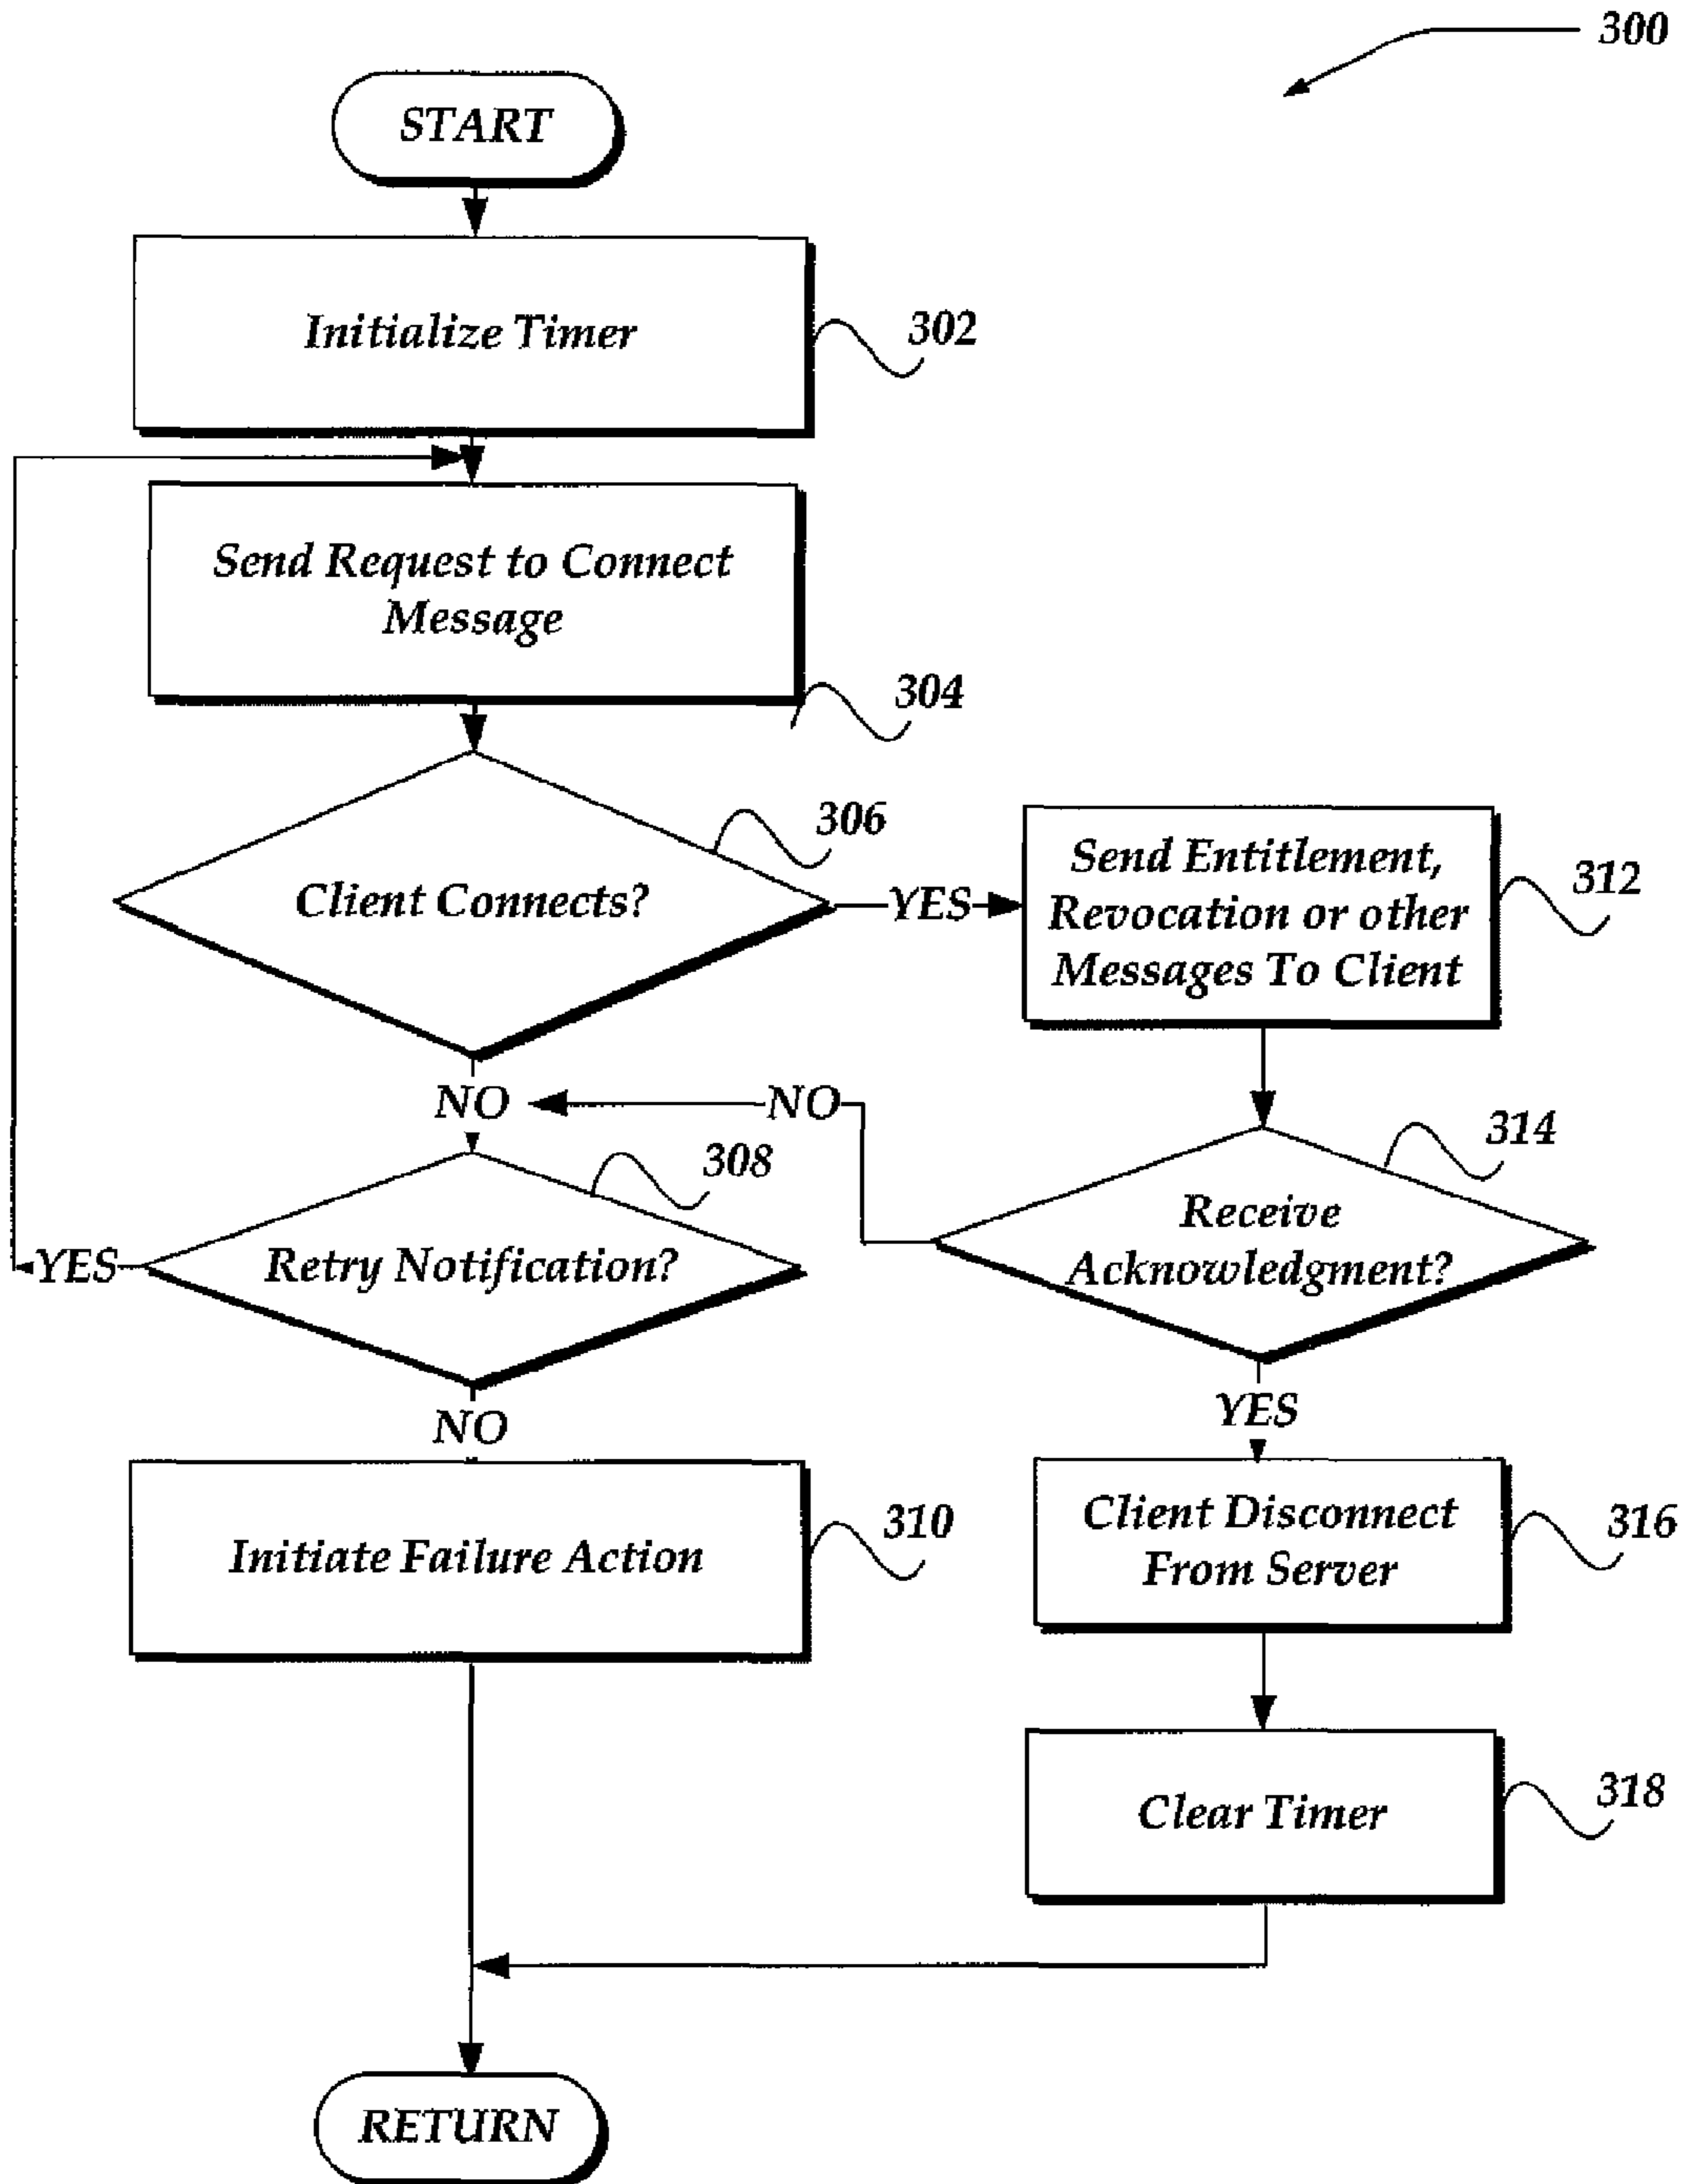 300
START
Initialize Timer
302
Send Request to Connect
Message
304
Client Connects?
306
YES
Send Entitlement,
Revocation or other
Messages To Client
312
NO
NO
Retry Notification?
308
YES
Receive
Acknowledgment?
314
NO
YES
Initiate Failure Action
310
Client Disconnect
From Server
316
Clear Timer
318
RETURN